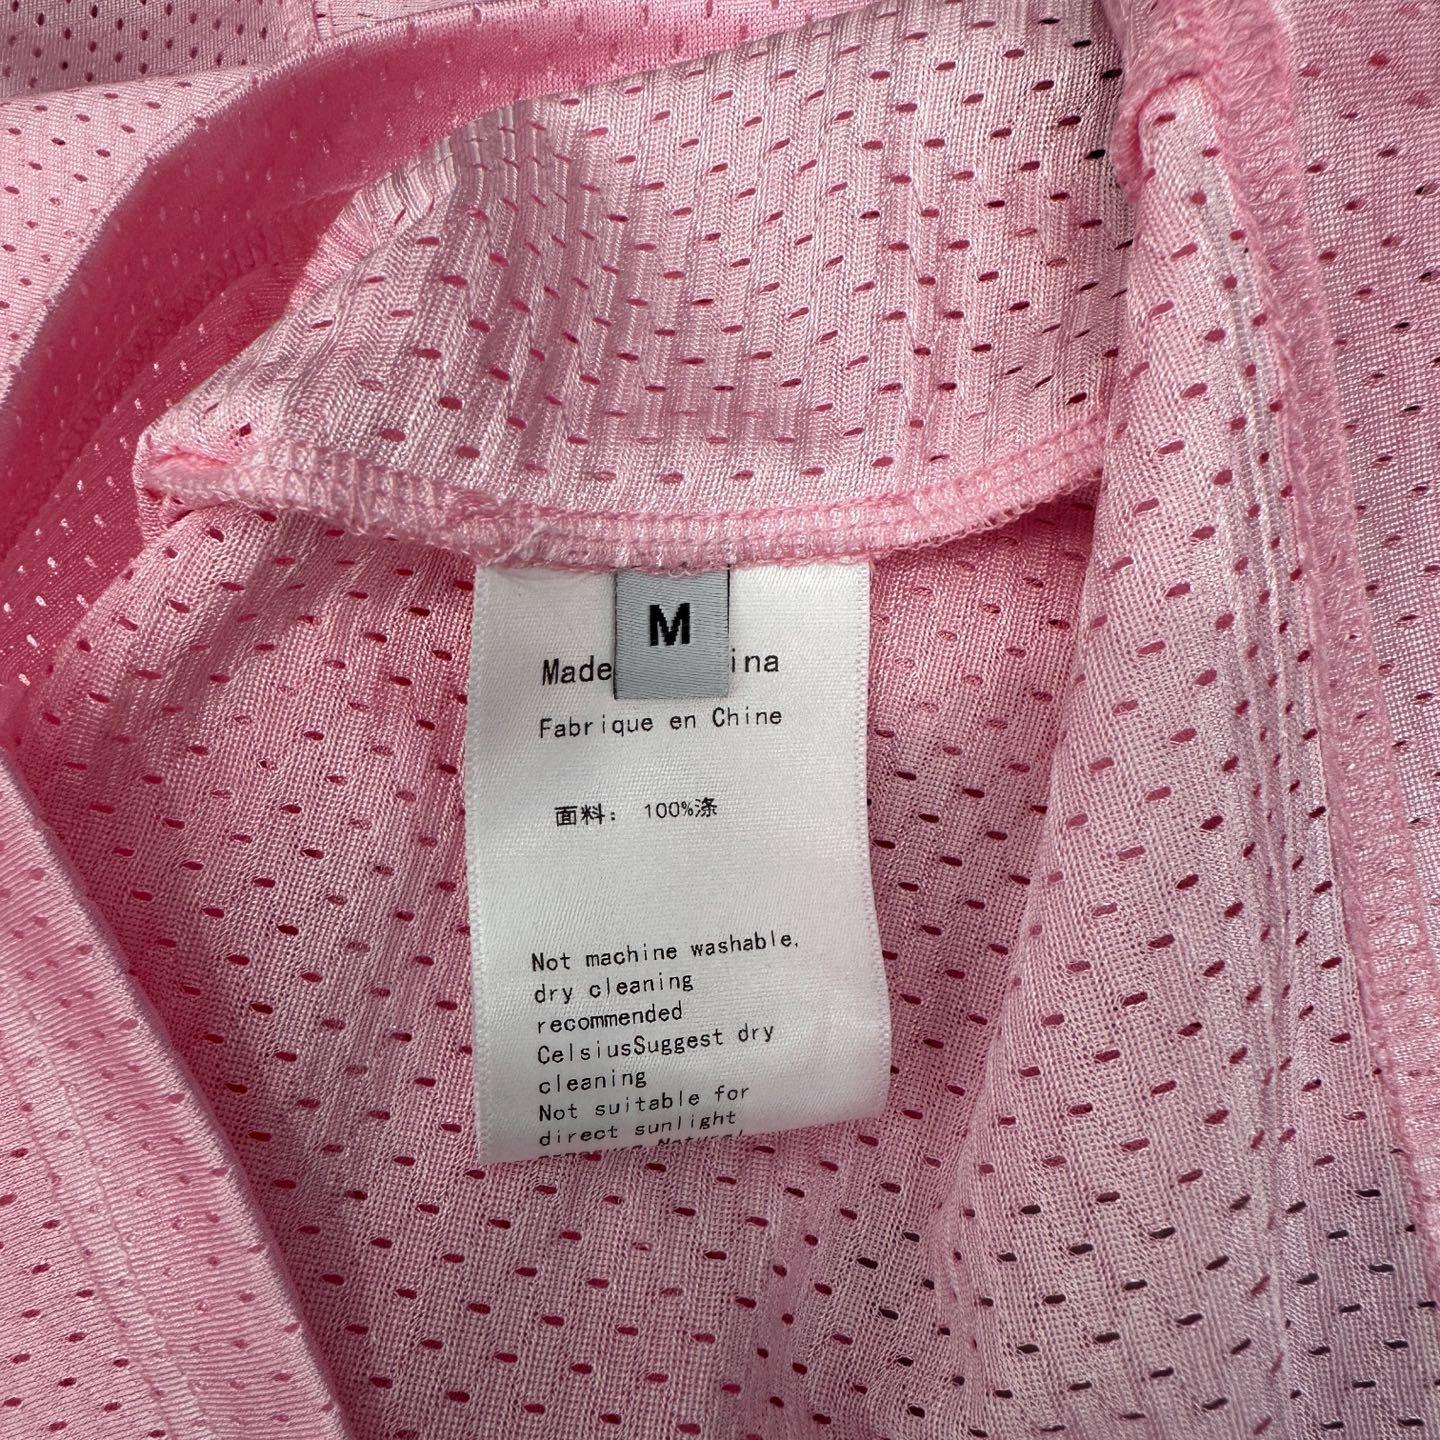 M
Made ina
Fabrique en Chine
面料： 100%涤
Not machine washable,
dry cleaning
recommended
CelsiusSuggest dry
cleaning
Not suitable for
direct sunlight
Natural